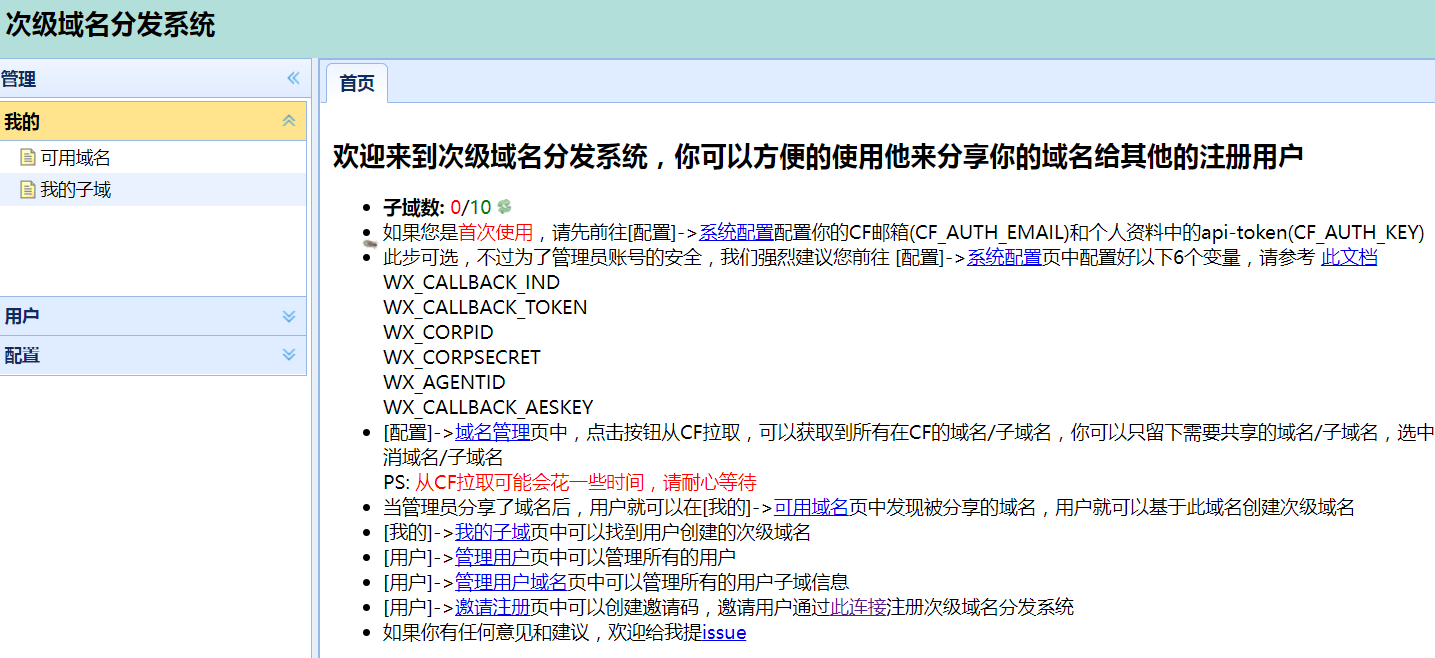 次级域名分发系统
管理
我的
可用域名
我的子域
用户
配置
首页
欢迎来到次级域名分发系统，你可以方便的使用他来分享你的域名给其他的注册用户
子域数: 0/10
如果您是首次使用，请先前往[配置]->系统配置配置你的CF邮箱(CF_AUTH_EMAIL)和个人资料中的api-token(CF_AUTH_KEY)
此步可选，不过为了管理员账号的安全，我们强烈建议您前往 [配置]->系统配置页中配置好以下6个变量，请参考 此文档
WX_CALLBACK_IND
WX_CALLBACK_TOKEN
WX_CORPID
WX_CORPSECRET
WX_AGENTID
WX_CALLBACK_AESKEY
[配置]->域名管理页中，点击按钮从CF拉取，可以获取到所有在CF的域名/子域名，你可以只留下需要共享的域名/子域名，选中
消域名/子域名
PS: 从CF拉取可能会花一些时间，请耐心等待
当管理员分享了域名后，用户就可以在[我的]->可用域名页中发现被分享的域名，用户就可以基于此域名创建次级域名
[我的]->我的子域页中可以找到用户创建的次级域名
[用户]->管理用户页中可以管理所有的用户
[用户]->管理用户域名页中可以管理所有的用户子域信息
[用户]->邀请注册页中可以创建邀请码，邀请用户通过此连接注册次级域名分发系统
如果你有任何意见和建议，欢迎给我提issue